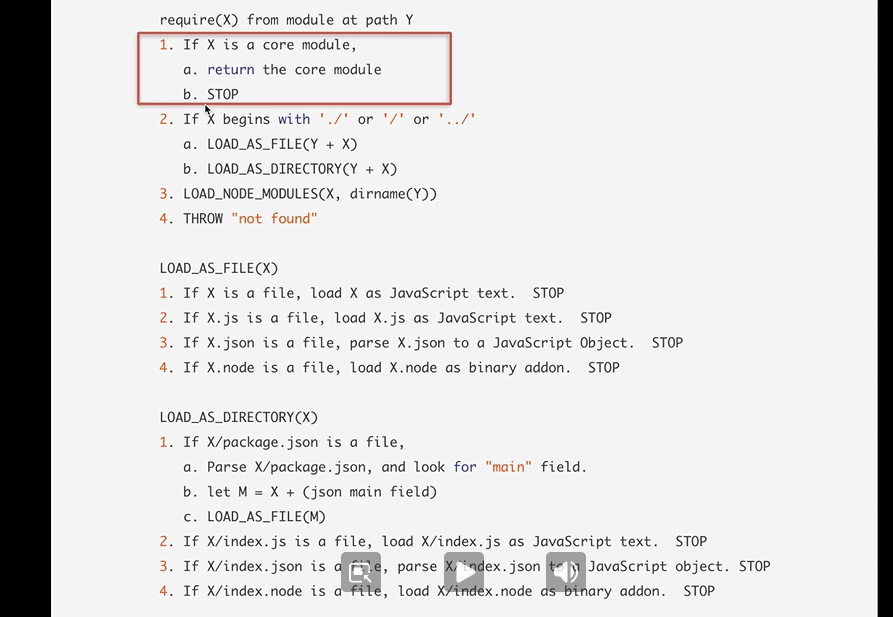 require(X) from module at path Y
1. If X is a core module,
a. return the core module
b. STOP
2. If X begins with './' or '/' or '../'
a. LOAD_AS_FILE(Y + X)
b. LOAD_AS_DIRECTORY(Y + X)
3. LOAD_NODE_MODULES(X, dirname(Y))
4. THROW "not found"
LOAD_AS_FILE(X)
1. If X is a file, load X as JavaScript text.  STOP
2. If X.js is a file, load X.js as JavaScript text.  STOP
3. If X.json is a file, parse X.json to a JavaScript Object.  STOP
4. If X.node is a file, load X.node as binary addon.  STOP
LOAD_AS_DIRECTORY(X)
1. If X/package.json is a file,
a. Parse X/package.json, and look for "main" field.
b. let M = X + (json main field)
c. LOAD_AS_FILE(M)
2. If X/index.js is a file, load X/index.js as JavaScript text.  STOP
3. If X/index.json is a file, parse X/index.json to a JavaScript object. STOP
4. If X/index.node is a file, load X/index.node as binary addon.  STOP